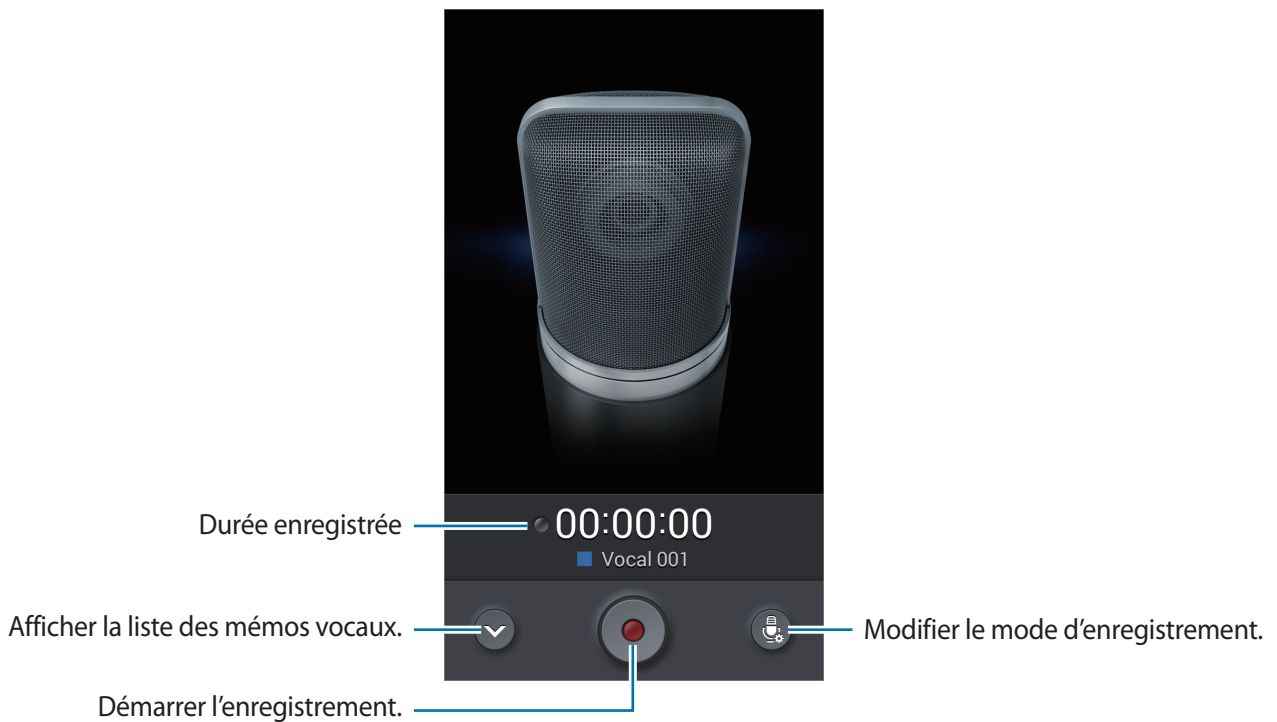 Durée enregistrée
00:00:00
Vocal 001
Afficher la liste des mémos vocaux.
Modifier le mode d’enregistrement.
Démarrer l’enregistrement.